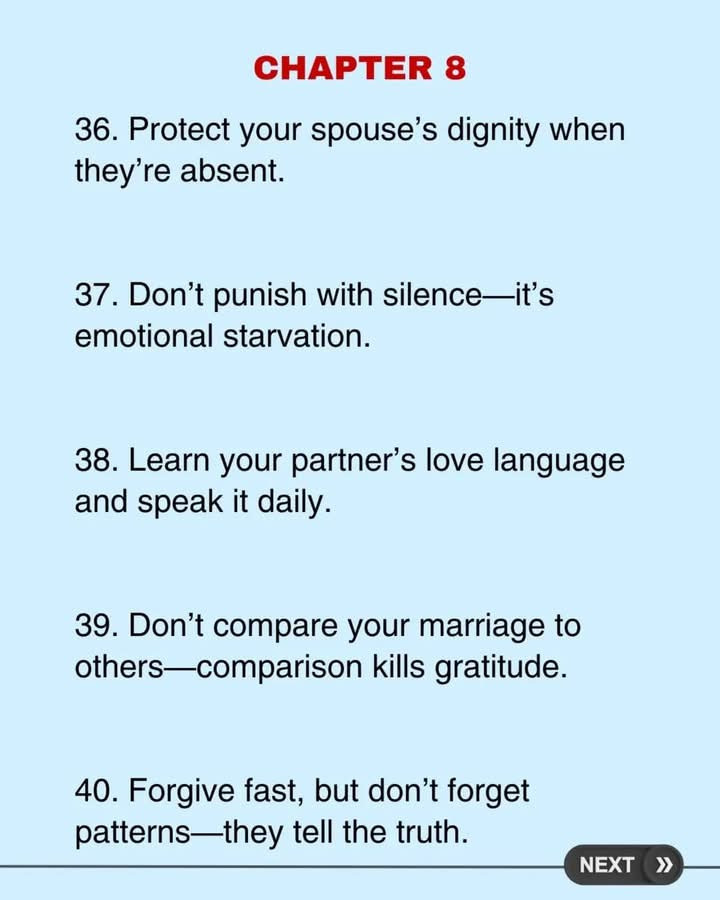 CHAPTER 8
36. Protect your spouse’s dignity when
they’re absent.
37. Don’t punish with silence—it’s
emotional starvation.
38. Learn your partner’s love language
and speak it daily.
39. Don’t compare your marriage to
others—comparison kills gratitude.
40. Forgive fast, but don’t forget
patterns—they tell the truth.
NEXT »